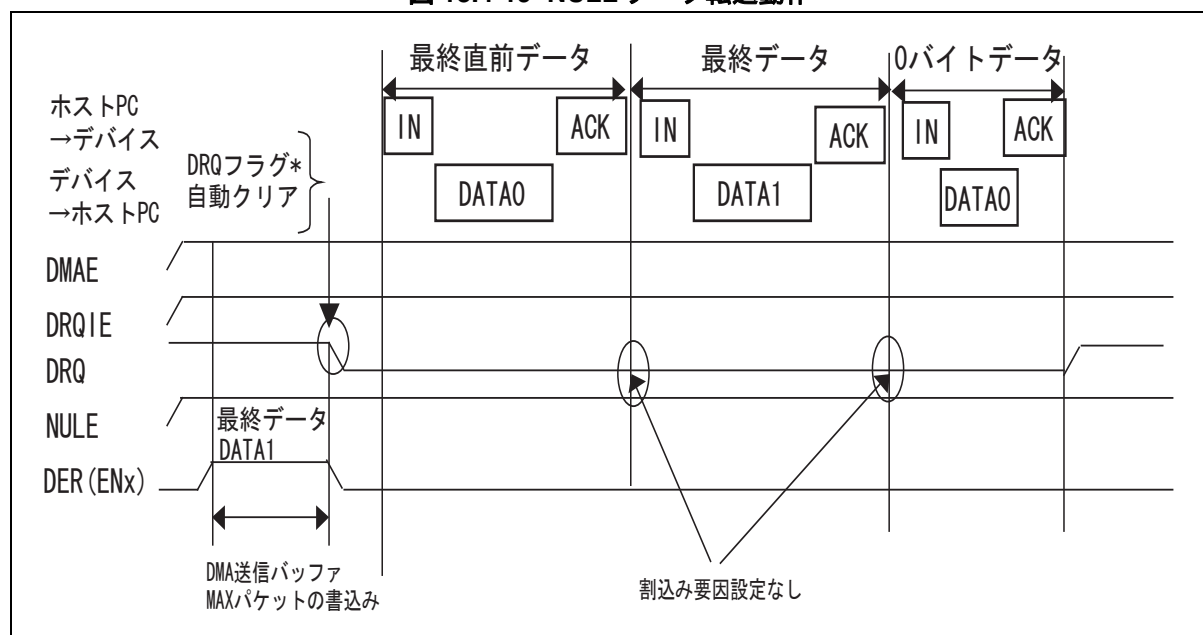 最終直前データ
最終データ
0バイトデータ
ホストPC
→デバイス
IN
ACK
IN
ACK
IN
ACK
DRQフラグ*
自動クリア
デバイス
→ホストPC
DATA0
DATA1
DATA0
DMAE
DRQIE
DRQ
NULE
最終データ
DATA1
DER(ENx)
DMA送信バッファ
MAXパケットの書込み
割込み要因設定なし